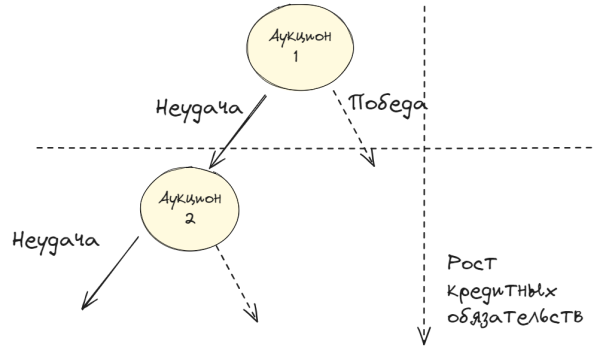 Аукцион
1
Неудача
Победа
Аукцион
2
Неудача
Рост
кредитных
обязательств